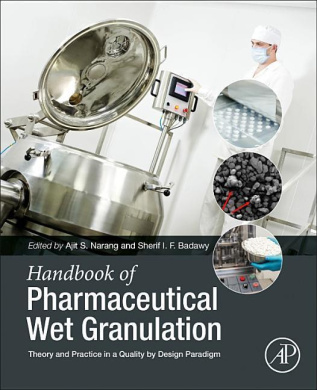 Edited by Ajit S. Narang and Sherif I. F. Badawy
Handbook of
Pharmaceutical
Wet Granulation
Theory and Practice in a Quality by Design Paradigm
AP